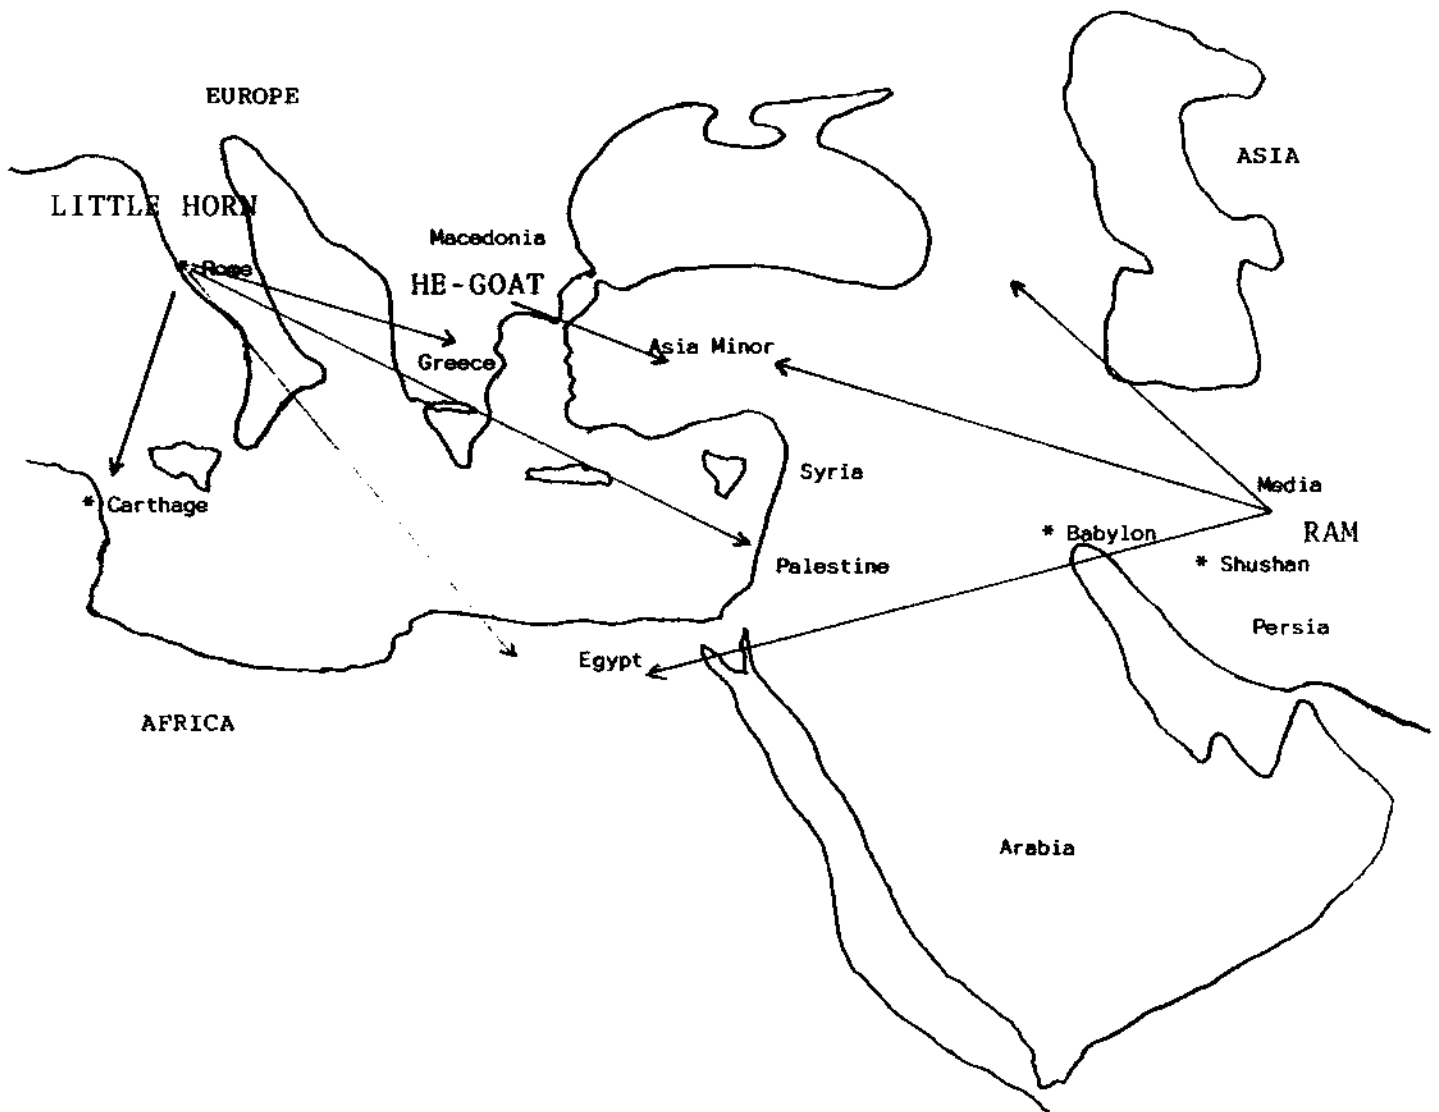 EUROPE
ASIA
LITTLE HORN
Macedonia
* Rome
HE-GOAT
Asia Minor
Greece
Syria
Media
* Carthage
* Babylon
RAM
Palestine
* Shushan
Persia
Egypt
AFRICA
Arabia